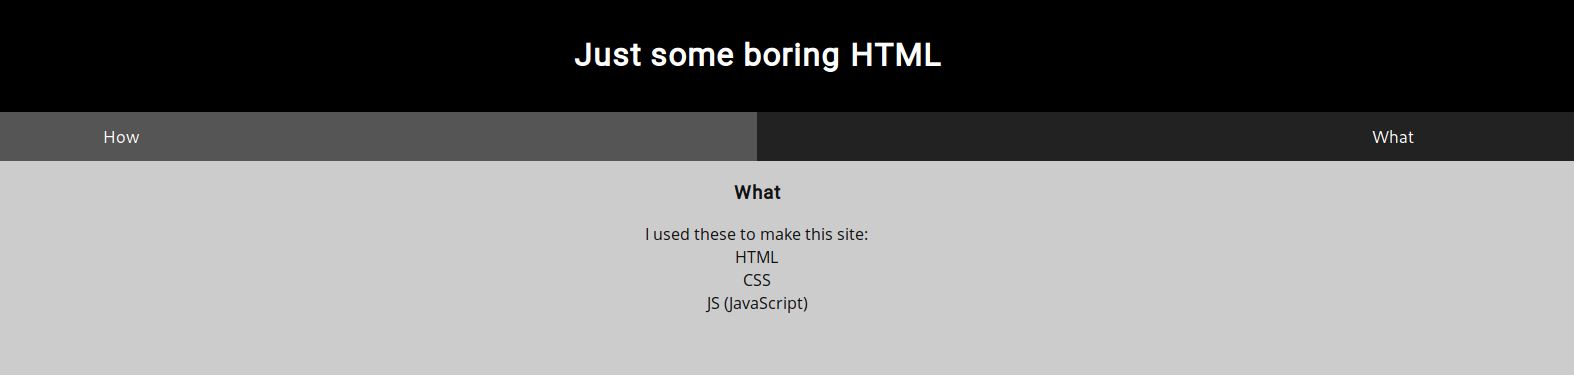 Just some boring HTML
How
What
What
I used these to make this site:
HTML
CSS
JS (JavaScript)